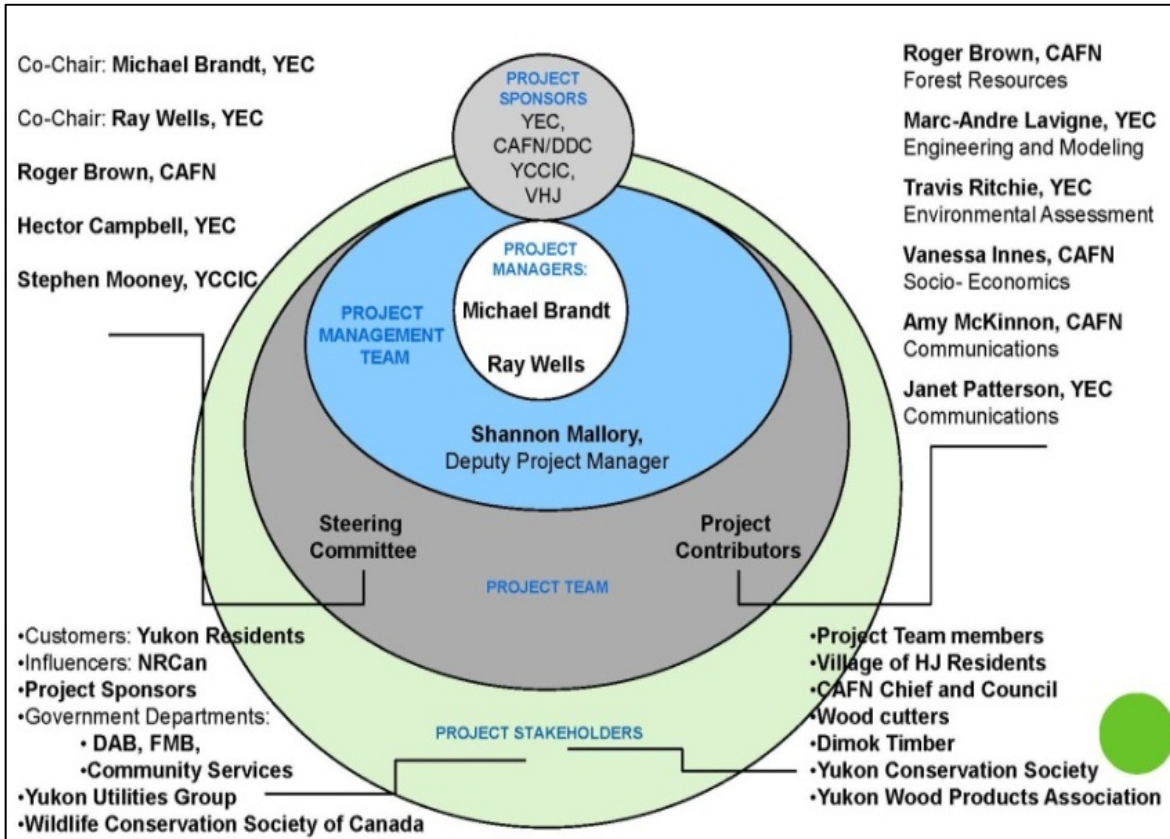 Co-Chair: Michael Brandt, YEC
Co-Chair: Ray Wells, YEC
Roger Brown, CAFN
Hector Campbell, YEC
Stephen Mooney, YCCIC
PROJECT
SPONSORS
YEC,
CAFN/DDC
YCCIC,
VHJ
PROJECT
MANAGERS:
Michael Brandt
Ray Wells
PROJECT
MANAGEMENT
TEAM
Shannon Mallory,
Deputy Project Manager
Roger Brown, CAFN
Forest Resources
Marc-Andre Lavigne, YEC
Engineering and Modeling
Travis Ritchie, YEC
Environmental Assessment
Vanessa Innes, CAFN
Socio- Economics
Amy McKinnon, CAFN
Communications
Janet Patterson, YEC
Communications
Steering
Committee
Project
Contributors
PROJECT TEAM
•Customers: Yukon Residents
•Influencers: NRCan
•Project Sponsors
•Government Departments:
• DAB, FMB,
•Community Services
•Yukon Utilities Group
•Wildlife Conservation Society of Canada
PROJECT STAKEHOLDERS
•Project Team members
•Village of HJ Residents
•CAFN Chief and Council
•Wood cutters
•Dimok Timber
•Yukon Conservation Society
•Yukon Wood Products Association